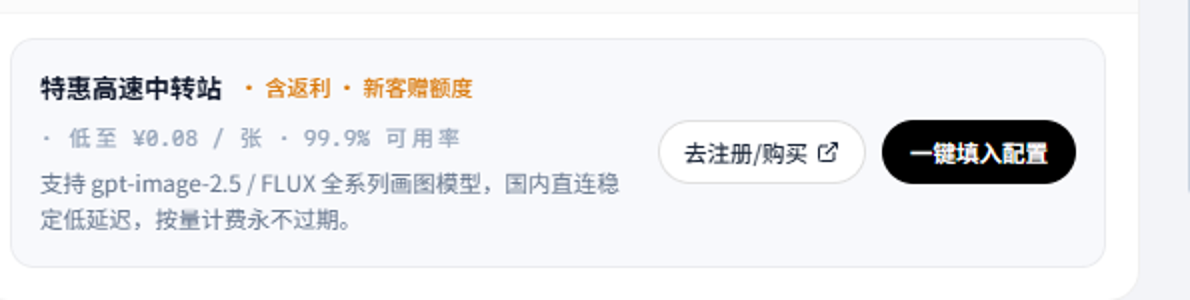 特惠高速中转站 · 含返利 · 新客赠额度
· 低至 ¥0.08 / 张 · 99.9% 可用率
支持 gpt-image-2.5 / FLUX 全系列画图模型，国内直连稳
定低延迟，按量计费永不过期。
去注册/购买
一键填入配置